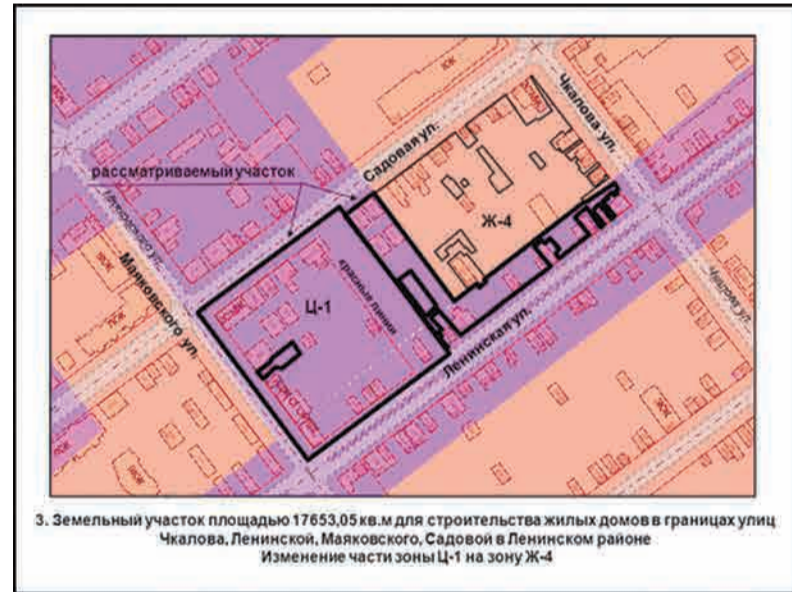 Чкалова ул.
Садовая ул.
рассматриваемый участок
Ж-4
Маяковского ул.
красные линии
Ц-1
Ленинская ул.
Чкалова ул.
3. Земельный участок площадью 17653,05 кв.м для строительства жилых домов в границах улиц
Чкалова, Ленинской, Маяковского, Садовой в Ленинском районе
Изменение части зоны Ц-1 на зону Ж-4